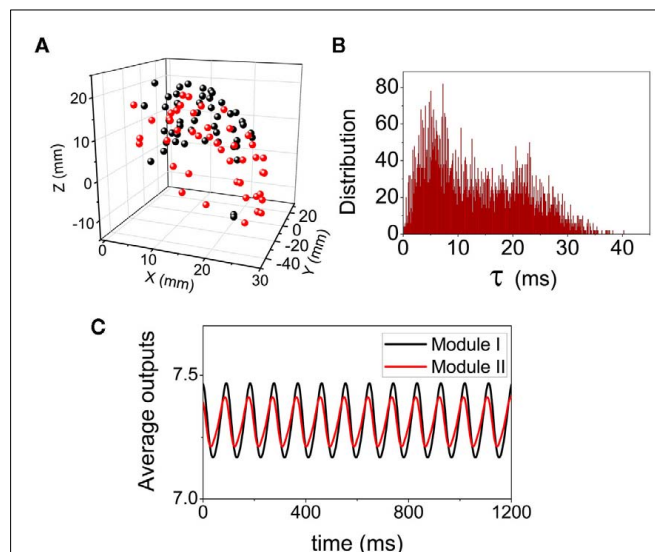 A
20
10
0
-10
Z (mm)
0
10
20
30
X (mm)
20
0
-20
-40
Y (mm)
B
80
60
40
20
0
Distribution
0
10
20
30
40
τ (ms)
C
7.5
7.0
Average outputs
Module I
Module II
0
400
800
1200
time (ms)